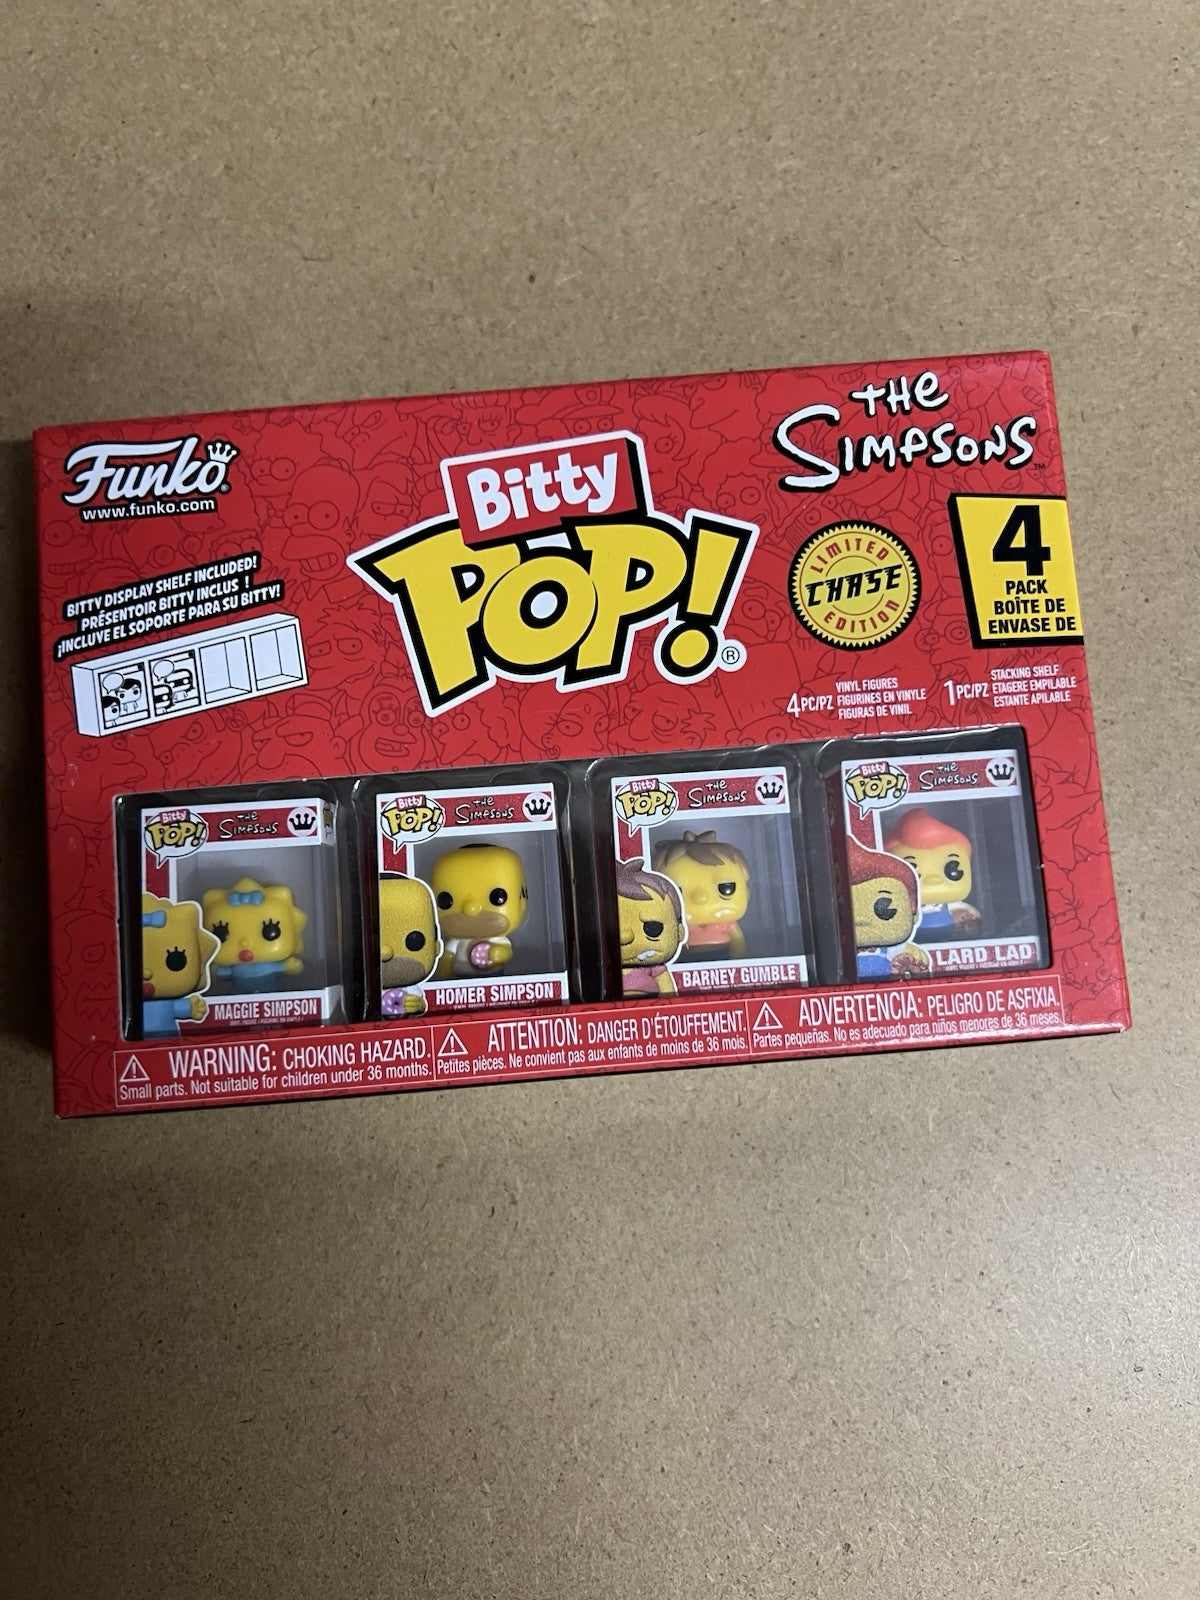 Funko®
www.funko.com
BITTY DISPLAY SHELF INCLUDED!
PRÉSENTOIR BITTY INCLUS !
¡INCLUYE EL SOPORTE PARA SU BITTY!
Bitty
POP!®
THE
SIMPSONS™
LIMITED
CHASE
EDITION
4
PACK
BOÎTE DE
ENVASE DE
4PC/PZ
VINYL FIGURES
FIGURINES EN VINYLE
FIGURAS DE VINIL
1PC/PZ
STACKING SHELF
ETAGERE EMPILABLE
ESTANTE APILABLE
Bitty
POP!
THE
SIMPSONS
MAGGIE SIMPSON
Bitty
POP!
THE
SIMPSONS
HOMER SIMPSON
Bitty
POP!
THE
SIMPSONS
BARNEY GUMBLE
Bitty
POP!
THE
SIMPSONS
LARD LAD
WARNING: CHOKING HAZARD.
Small parts. Not suitable for children under 36 months.
ATTENTION: DANGER D'ÉTOUFFEMENT.
Petites pièces. Ne convient pas aux enfants de moins de 36 mois.
ADVERTENCIA: PELIGRO DE ASFIXIA.
Partes pequeñas. No es adecuado para niños menores de 36 meses.